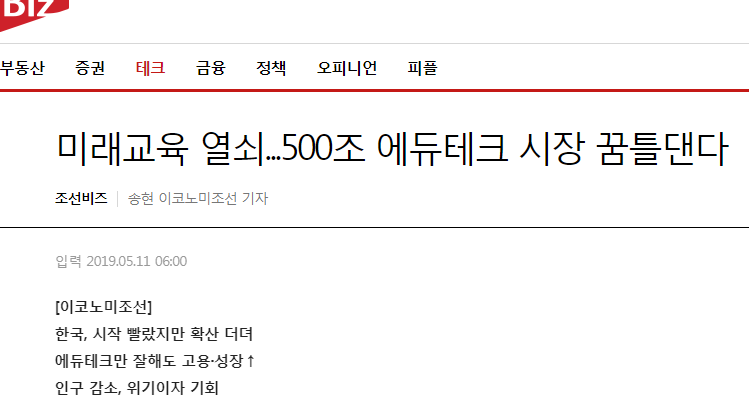 Biz
부동산 증권 테크 금융 정책 오피니언 피플
미래교육 열쇠...500조 에듀테크 시장 꿈틀댄다
조선비즈 송현 이코노미조선 기자
입력 2019.05.11 06:00
[이코노미조선]
한국, 시작 빨랐지만 확산 더뎌
에듀테크만 잘해도 고용·성장↑
인구 감소, 위기이자 기회